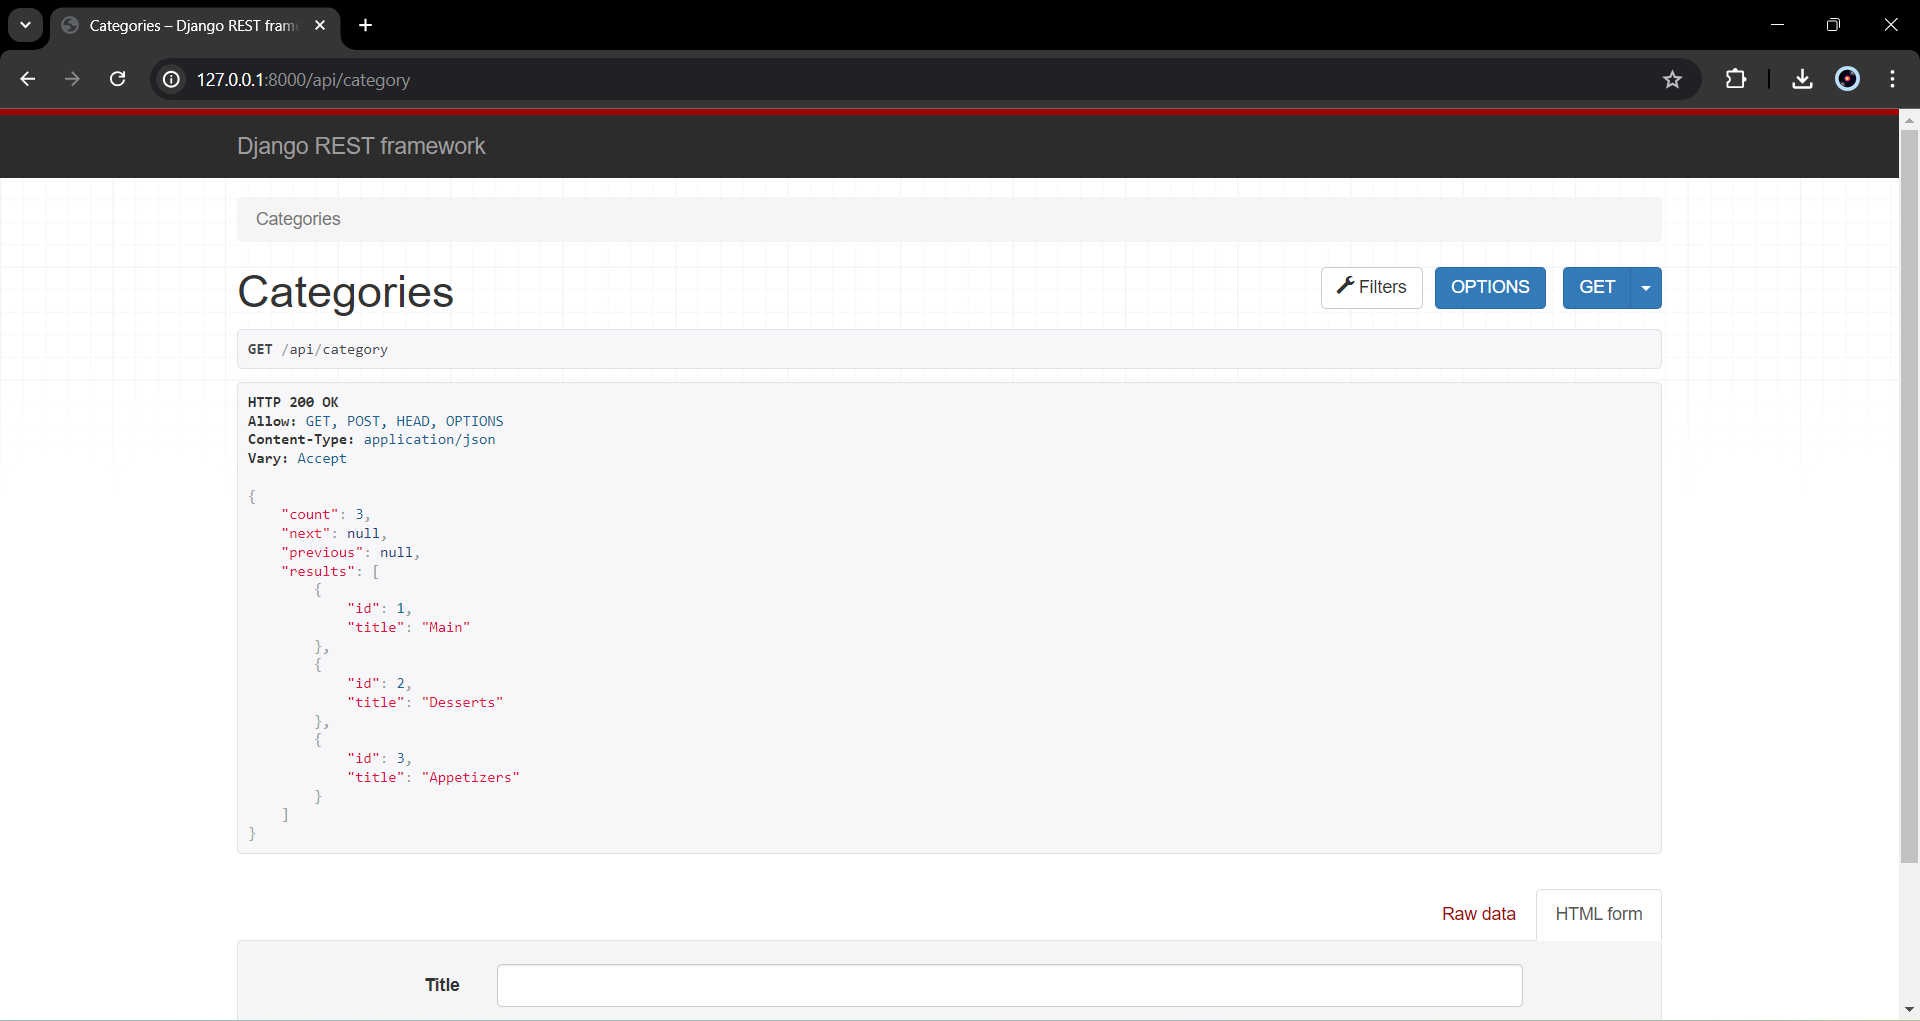 Categories – Django REST fram
127.0.0.1:8000/api/category
Django REST framework
Categories
Categories
Filters
OPTIONS
GET
GET /api/category
HTTP 200 OK
Allow: GET, POST, HEAD, OPTIONS
Content-Type: application/json
Vary: Accept
{
    "count": 3,
    "next": null,
    "previous": null,
    "results": [
        {
            "id": 1,
            "title": "Main"
        },
        {
            "id": 2,
            "title": "Desserts"
        },
        {
            "id": 3,
            "title": "Appetizers"
        }
    ]
}
Raw data
HTML form
Title